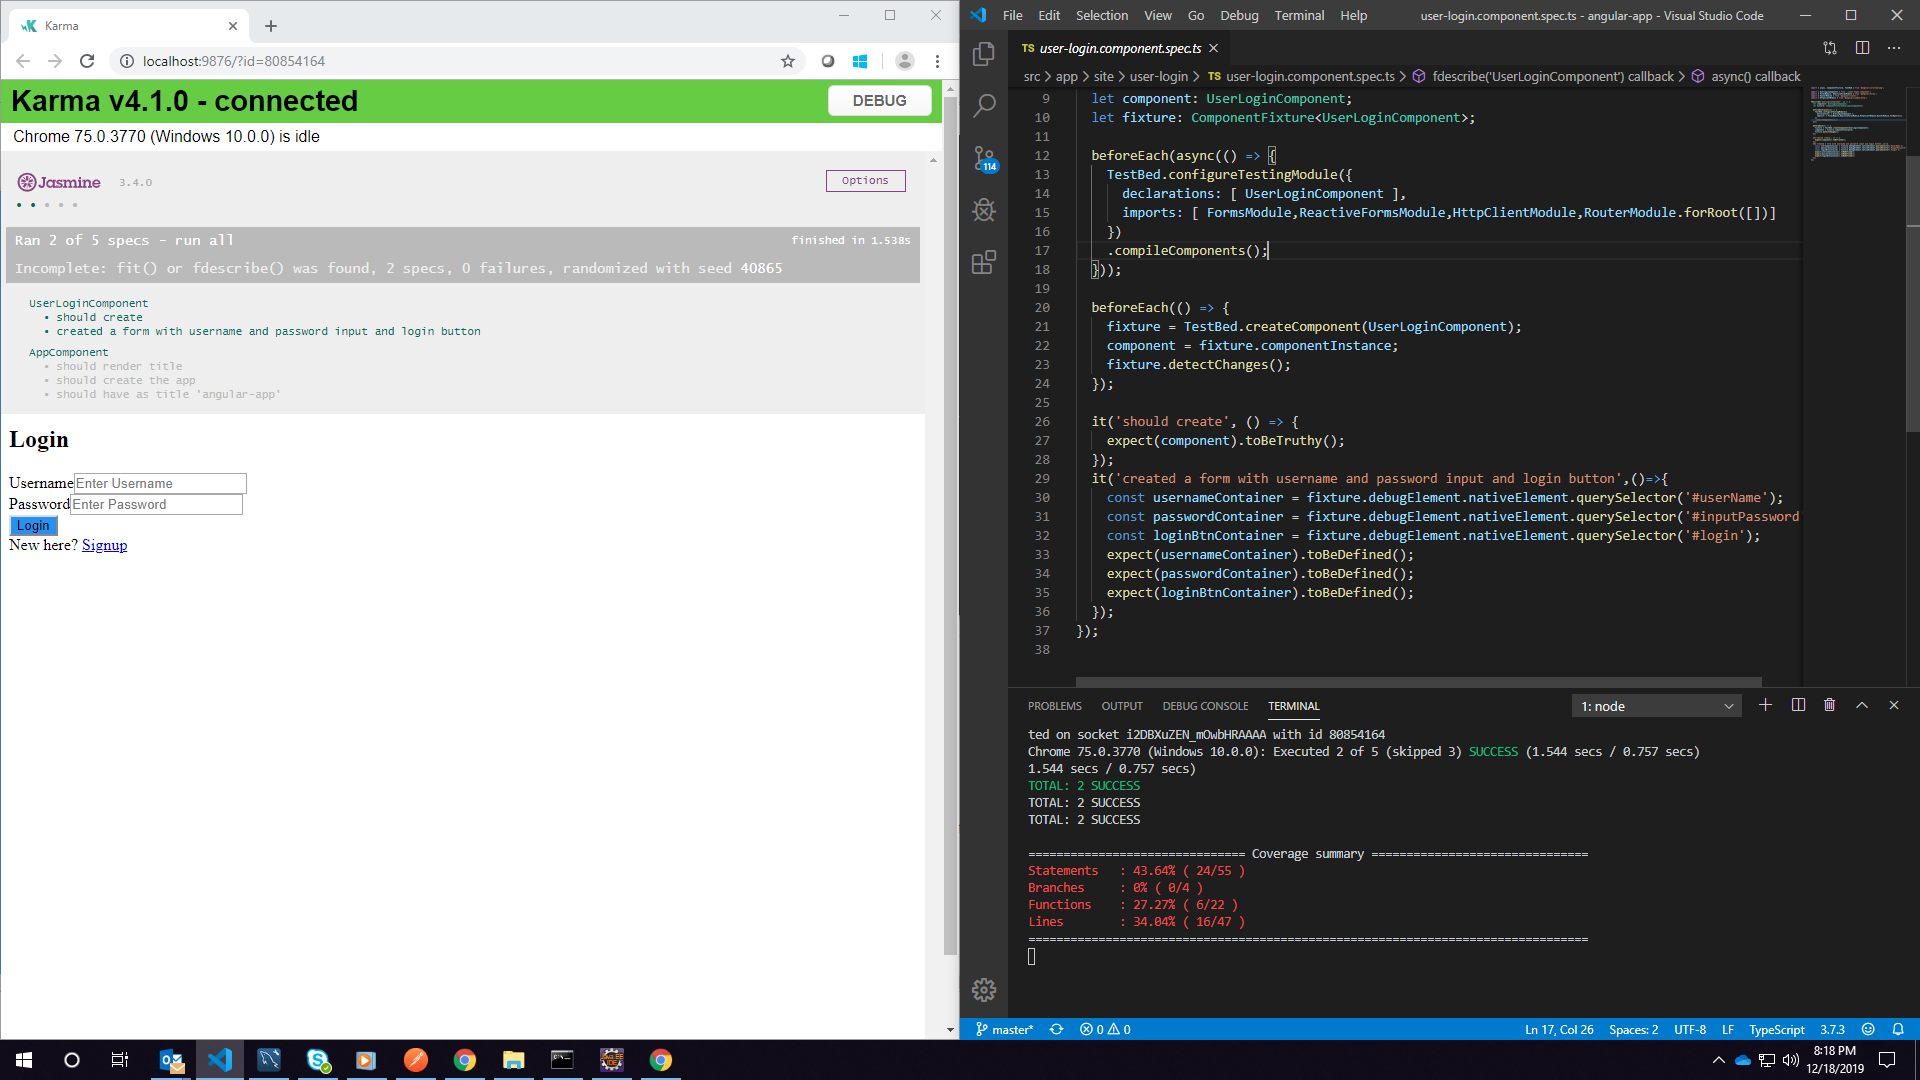 Karma
localhost:9876/?id=80854164
Karma v4.1.0 - connected
DEBUG
Chrome 75.0.3770 (Windows 10.0.0) is idle
Jasmine 3.4.0
Options
Ran 2 of 5 specs - run all
finished in 1.538s
Incomplete: fit() or fdescribe() was found, 2 specs, 0 failures, randomized with seed 40865
UserLoginComponent
• should create
• created a form with username and password input and login button
AppComponent
• should render title
• should create the app
• should have as title 'angular-app'
Login
Username Enter Username
Password Enter Password
Login
New here? Signup
File Edit Selection View Go Debug Terminal Help
user-login.component.spec.ts - angular-app - Visual Studio Code
TS user-login.component.spec.ts
src > app > site > user-login > TS user-login.component.spec.ts > fdescribe('UserLoginComponent') callback > async() callback
114
9 let component: UserLoginComponent;
10 let fixture: ComponentFixture<UserLoginComponent>;
11
12 beforeEach(async(() => {
13 TestBed.configureTestingModule({
14 declarations: [ UserLoginComponent ],
15 imports: [ FormsModule,ReactiveFormsModule,HttpClientModule,RouterModule.forRoot([])]
16 })
17 .compileComponents();
18 }));
19
20 beforeEach(() => {
21 fixture = TestBed.createComponent(UserLoginComponent);
22 component = fixture.componentInstance;
23 fixture.detectChanges();
24 });
25
26 it('should create', () => {
27 expect(component).toBeTruthy();
28 });
29 it('created a form with username and password input and login button',()=>{
30 const usernameContainer = fixture.debugElement.nativeElement.querySelector('#userName');
31 const passwordContainer = fixture.debugElement.nativeElement.querySelector('#inputPassword
32 const loginBtnContainer = fixture.debugElement.nativeElement.querySelector('#login');
33 expect(usernameContainer).toBeDefined();
34 expect(passwordContainer).toBeDefined();
35 expect(loginBtnContainer).toBeDefined();
36 });
37 });
38
PROBLEMS OUTPUT DEBUG CONSOLE TERMINAL
1: node
ted on socket i2DBXuZEN_mOwbHRAAAA with id 80854164
Chrome 75.0.3770 (Windows 10.0.0): Executed 2 of 5 (skipped 3) SUCCESS (1.544 secs / 0.757 secs)
1.544 secs / 0.757 secs)
TOTAL: 2 SUCCESS
TOTAL: 2 SUCCESS
TOTAL: 2 SUCCESS
=============================== Coverage summary ===============================
Statements : 43.64% ( 24/55 )
Branches : 0% ( 0/4 )
Functions : 27.27% ( 6/22 )
Lines : 34.04% ( 16/47 )
================================================================================
master*
0 0
Ln 17, Col 26
Spaces: 2
UTF-8
LF
TypeScript
3.7.3
8:18 PM
12/18/2019